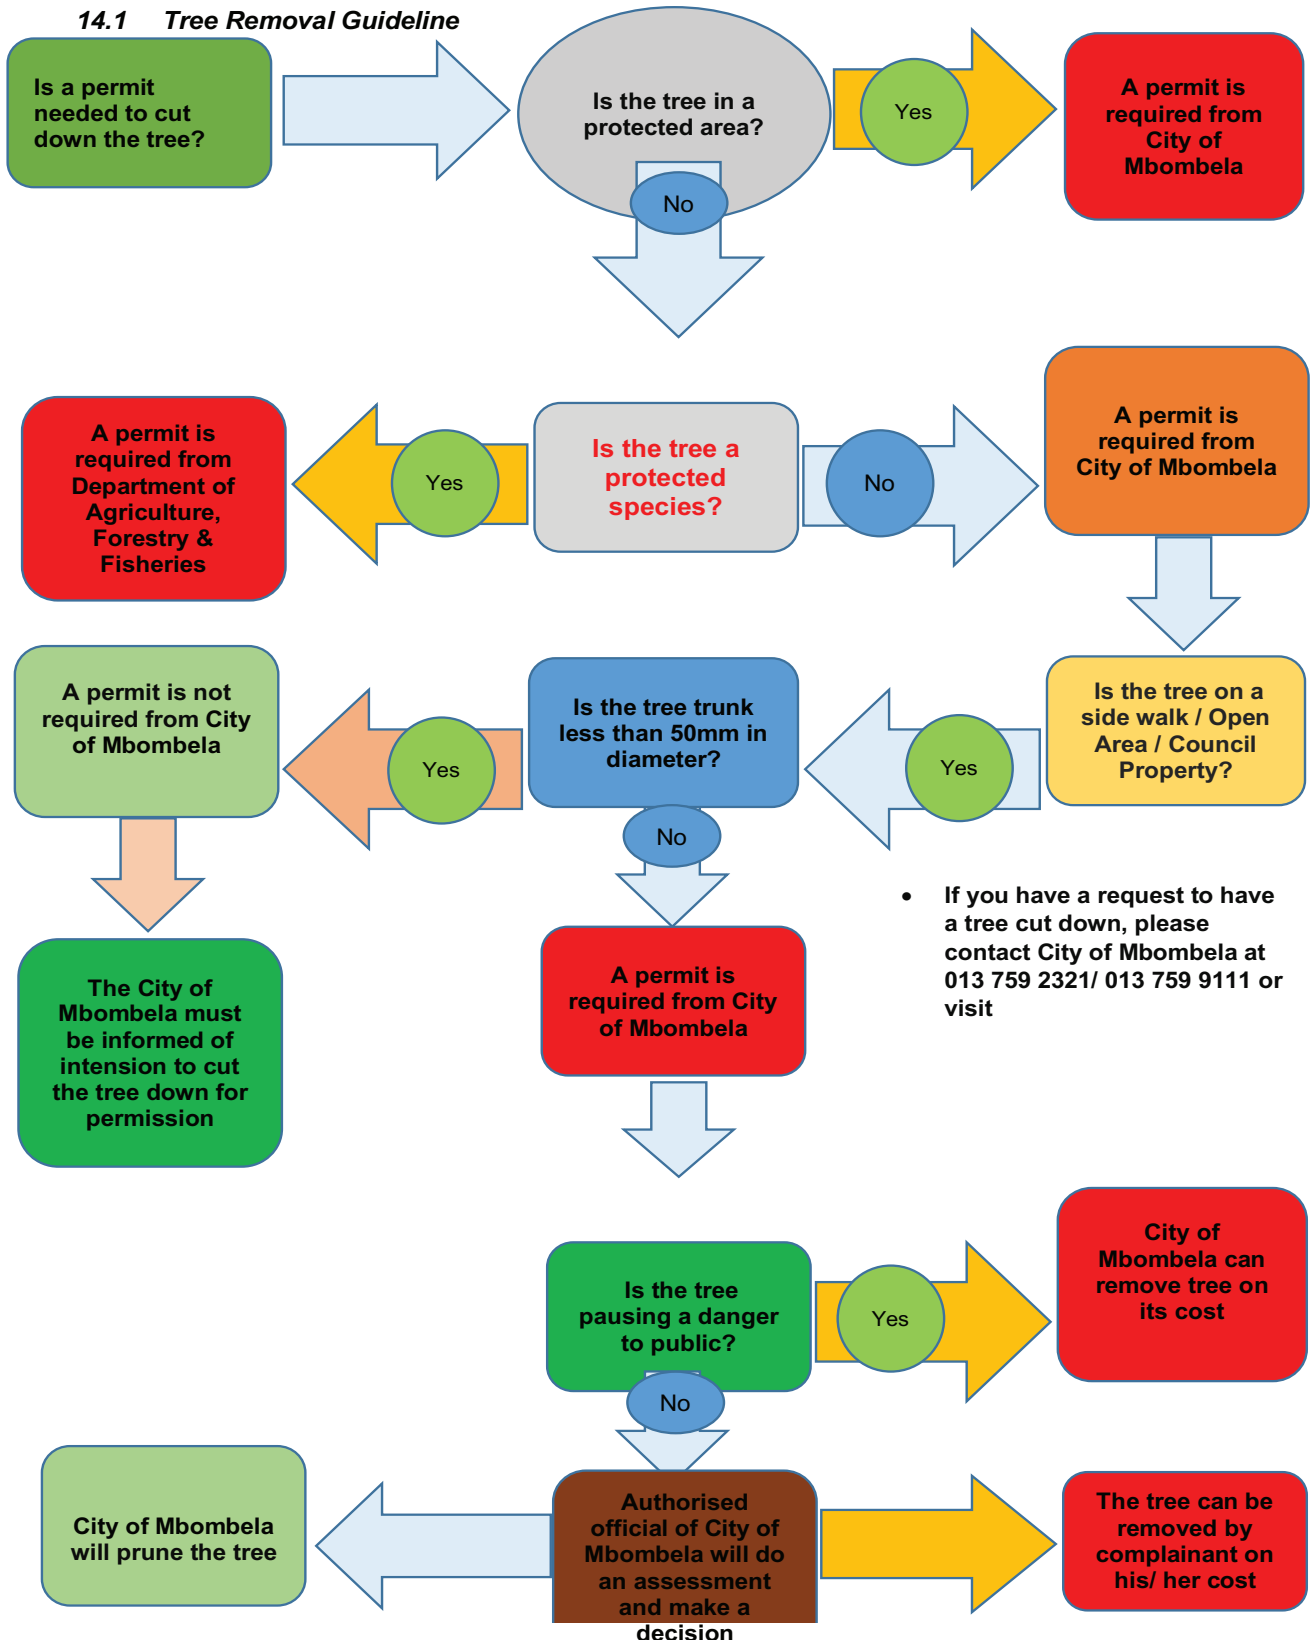 14.1 Tree Removal Guideline
Is a permit
needed to cut
down the tree?
Is the tree in a
protected area?
Yes
A permit is
required from
City of
Mbombela
No
A permit is
required from
Department of
Agriculture,
Forestry &
Fisheries
Yes
Is the tree a
protected
species?
No
A permit is
required from
City of Mbombela
A permit is not
required from City
of Mbombela
Yes
Is the tree trunk
less than 50mm in
diameter?
Yes
Is the tree on a
side walk / Open
Area / Council
Property?
No
The City of
Mbombela must
be informed of
intension to cut
the tree down for
permission
A permit is
required from City
of Mbombela
• If you have a request to have
a tree cut down, please
contact City of Mbombela at
013 759 2321/ 013 759 9111 or
visit
Is the tree
pausing a danger
to public?
Yes
City of
Mbombela can
remove tree on
its cost
No
City of Mbombela
will prune the tree
Authorised
official of City of
Mbombela will do
an assessment
and make a
decision
The tree can be
removed by
complainant on
his/ her cost